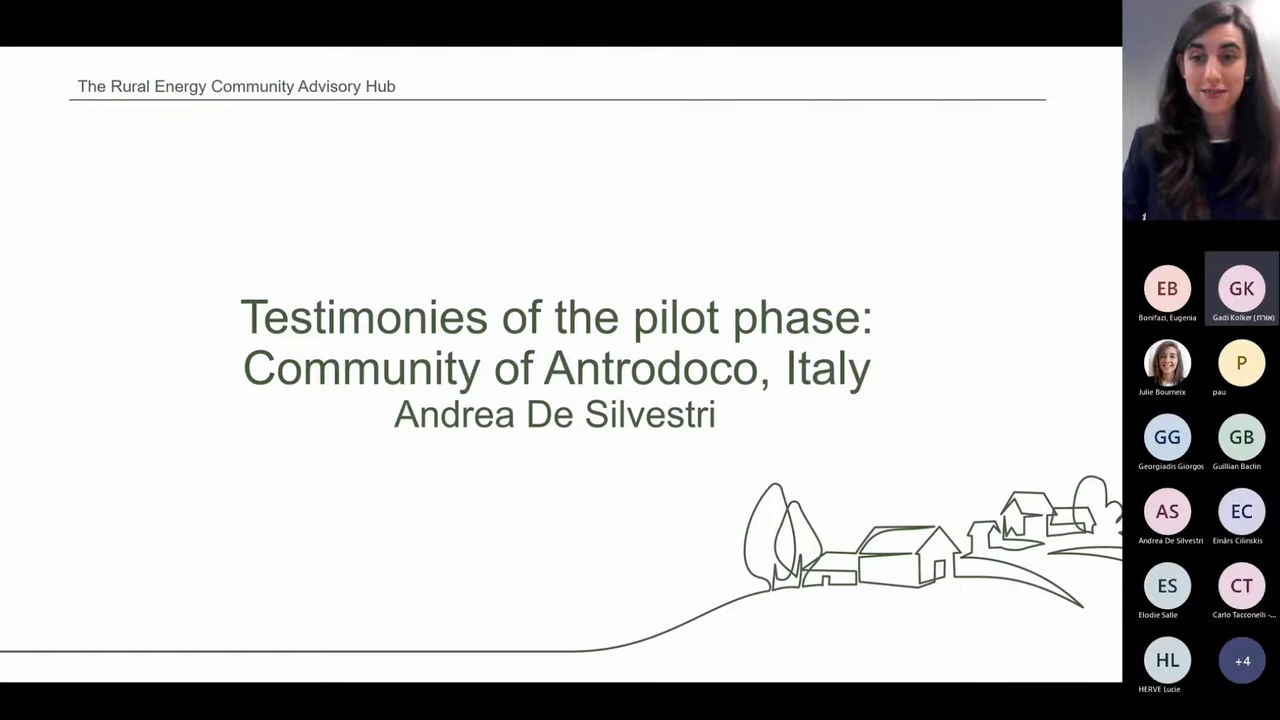 The Rural Energy Community Advisory Hub
Testimonies of the pilot phase:
Community of Antrodoco, Italy
Andrea De Silvestri
EB
GK
Bonifazi, Eugenia
Gadi Kolker (אורח)
P
Julie Bourneix
pau
GG
GB
Georgiadis Giorgos
Guillian Baclin
AS
EC
Andrea De Silvestri
Einārs Cilinskis
ES
CT
Elodie Salle
Carlo Tacconelli -...
HL
+4
HERVE Lucie